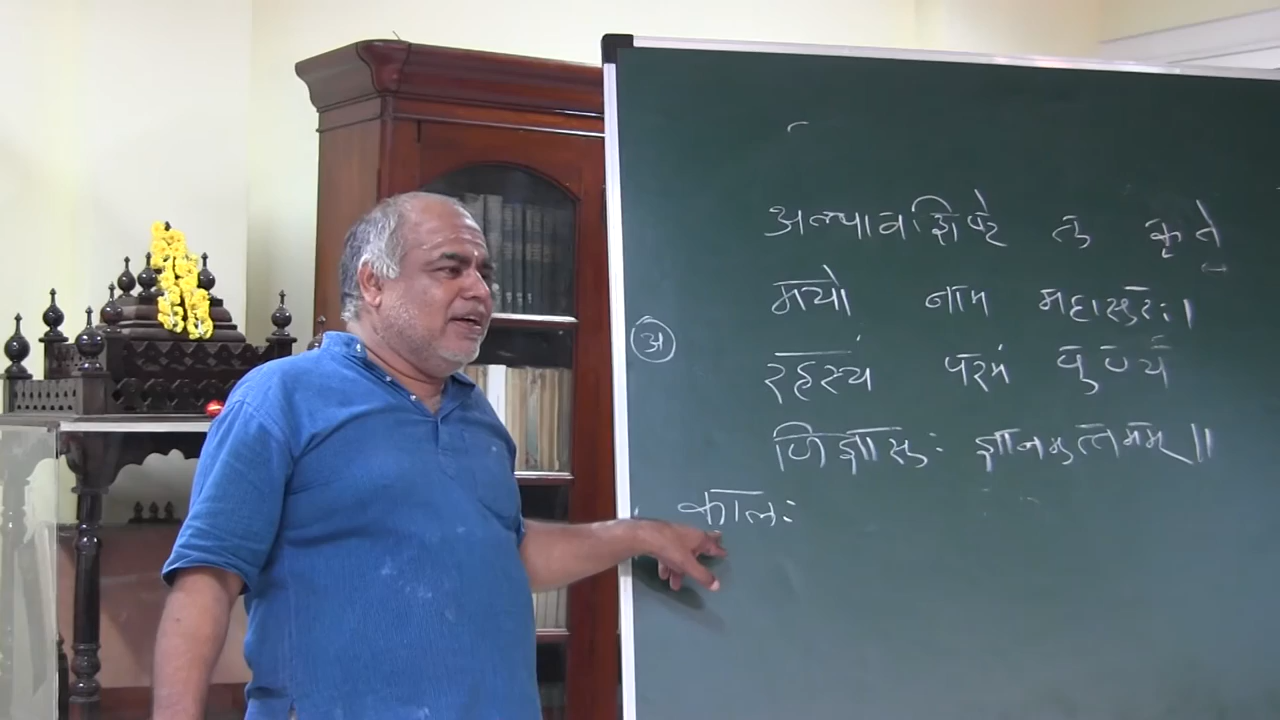 अल्पावशिष्टे तु कृते
मयो नाम महासुरः।
अ
रहस्यं परमं पुण्यं
जिज्ञासुः ज्ञानमुत्तमम्॥
कालः